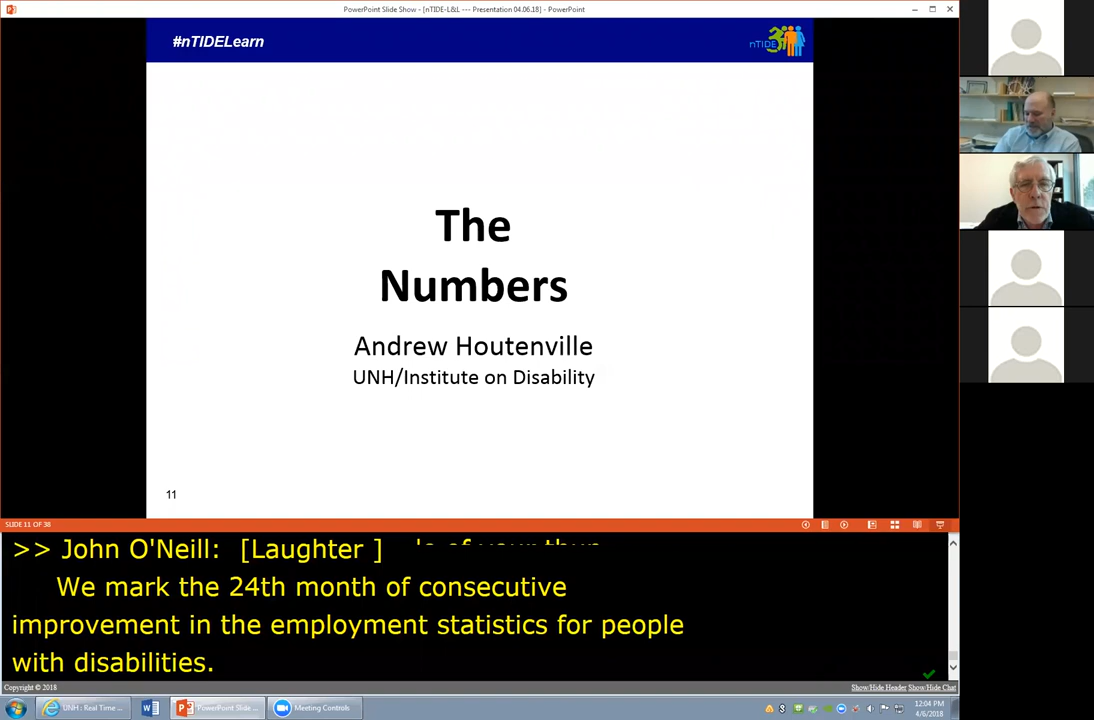 PowerPoint Slide Show - [nTIDE-L&L --- Presentation 04.06.18] - PowerPoint
#nTIDELearn
nTIDE
The
Numbers
Andrew Houtenville
UNH/Institute on Disability
11
SLIDE 11 OF 38
>> John O'Neill: [Laughter ]
We mark the 24th month of consecutive
improvement in the employment statistics for people
with disabilities.
Copyright © 2018
Show/Hide Header Show/Hide Chat
UNH : Real Time ...
PowerPoint Slide ...
Meeting Controls
12:04 PM
4/6/2018